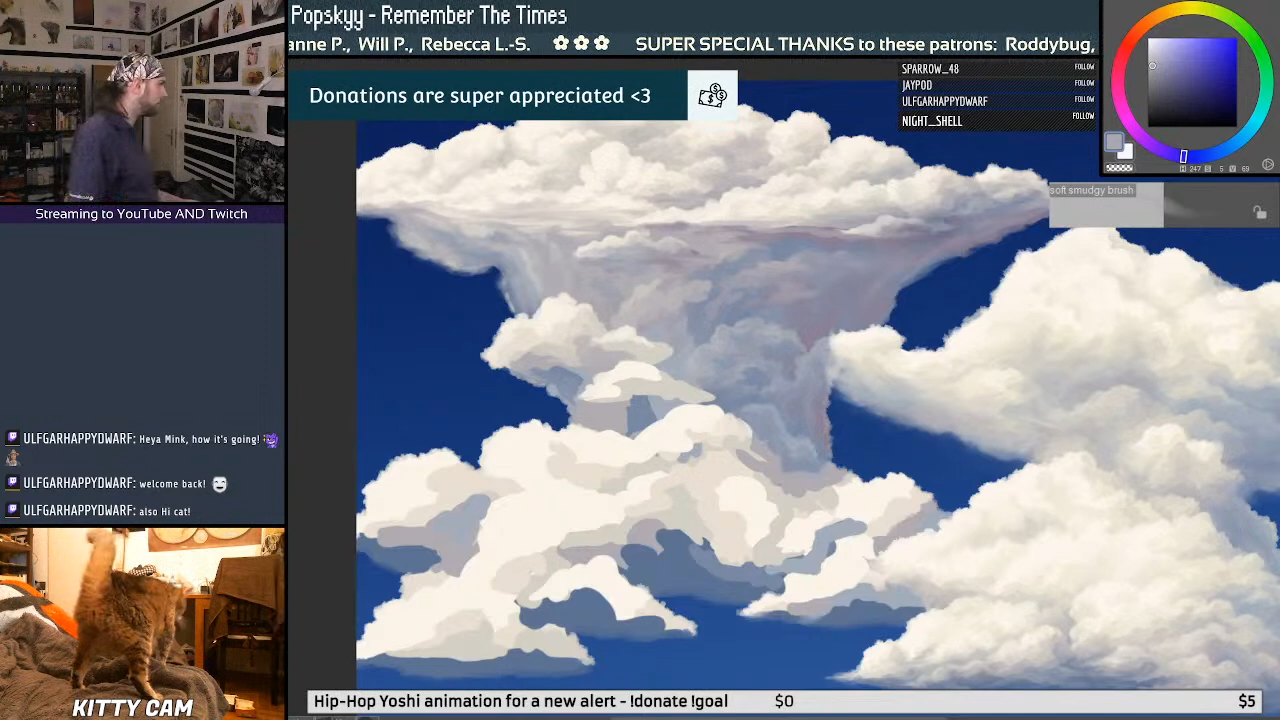 Popskyy - Remember The Times
anne P., Will P., Rebecca L.-S. ✿ ✿ ✿ SUPER SPECIAL THANKS to these patrons: Roddybug,
Donations are super appreciated <3
SPARROW_48 FOLLOW
JAYPOD FOLLOW
ULFGARHAPPYDWARF FOLLOW
NIGHT_SHELL FOLLOW
H 247 S 5 V 69
soft smudgy brush
Streaming to YouTube AND Twitch
ULFGARHAPPYDWARF: Heya Mink, how it's going!
ULFGARHAPPYDWARF: welcome back!
ULFGARHAPPYDWARF: also Hi cat!
KITTY CAM
Hip-Hop Yoshi animation for a new alert - !donate !goal $0 $5